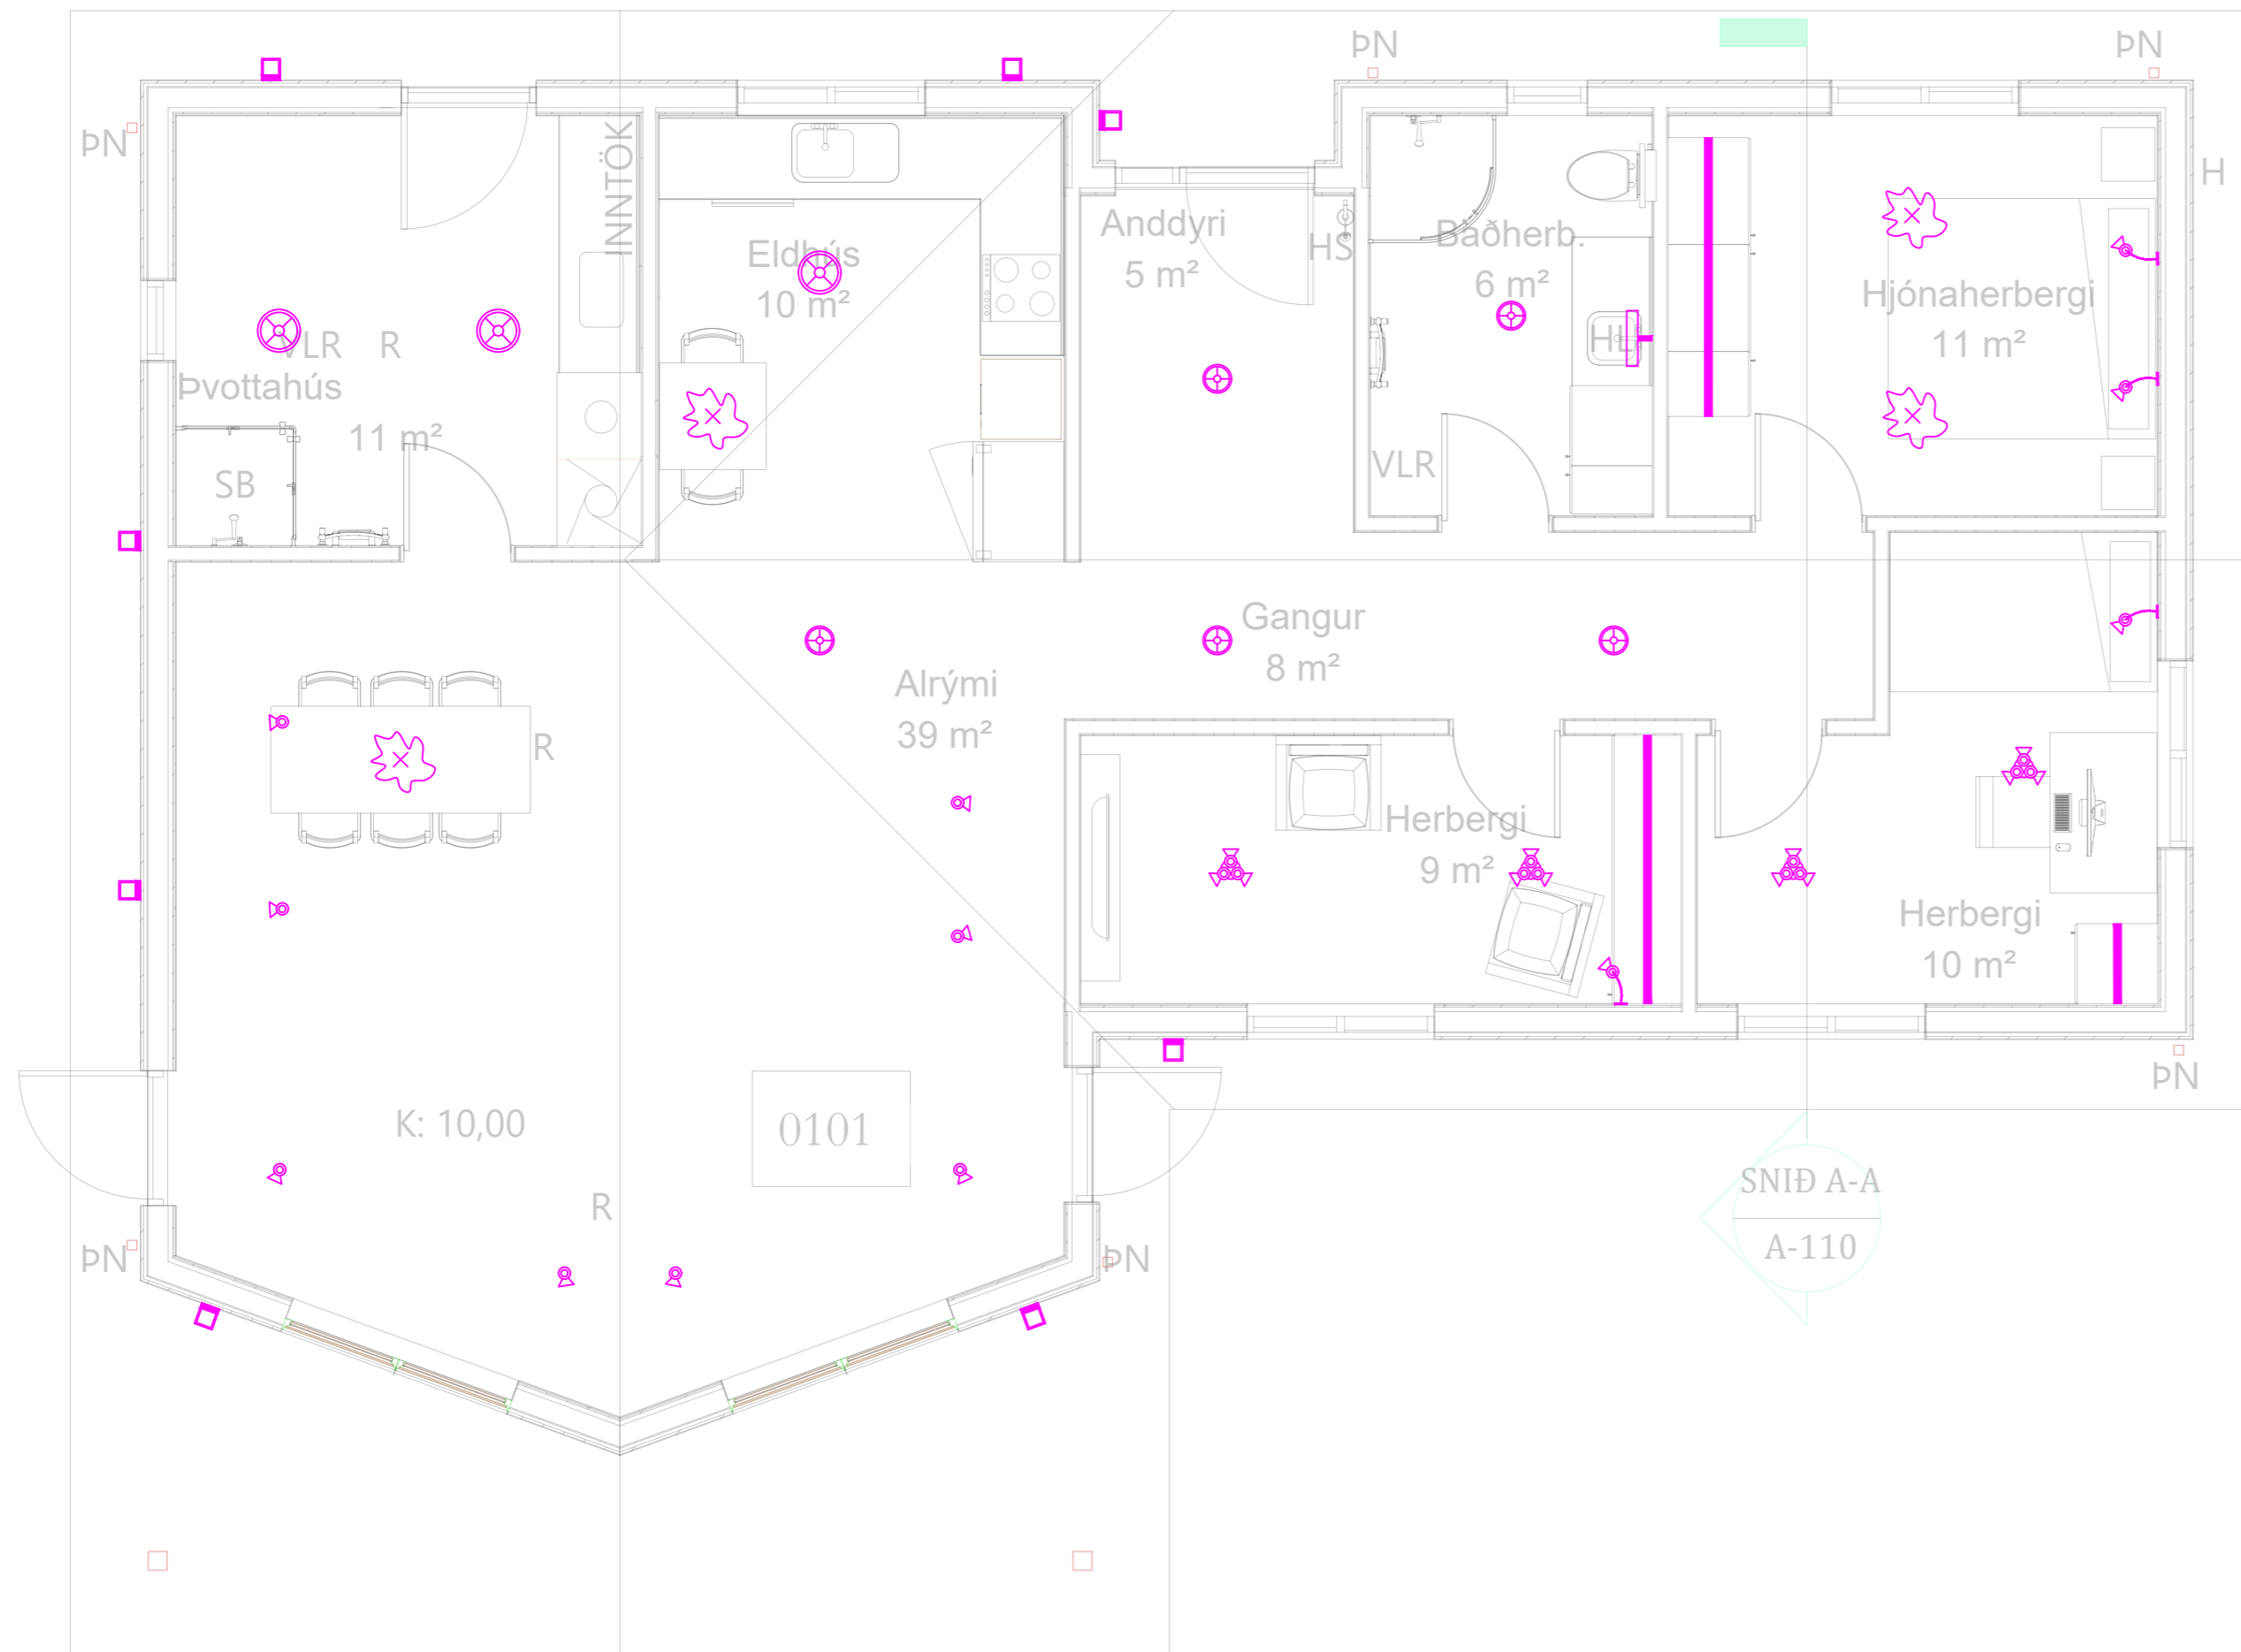 ÞN
ÞN
ÞN
INNTÖK
H
Anddyri
5 m²
HS
Baðherb.
6 m²
Eldhús
10 m²
Hjónaherbergi
11 m²
VLR
R
HL
Þvottahús
11 m²
VLR
SB
Gangur
8 m²
Alrými
39 m²
R
Herbergi
9 m²
Herbergi
10 m²
ÞN
K: 10,00
0101
R
SNIÐ A-A
A-110
ÞN
ÞN